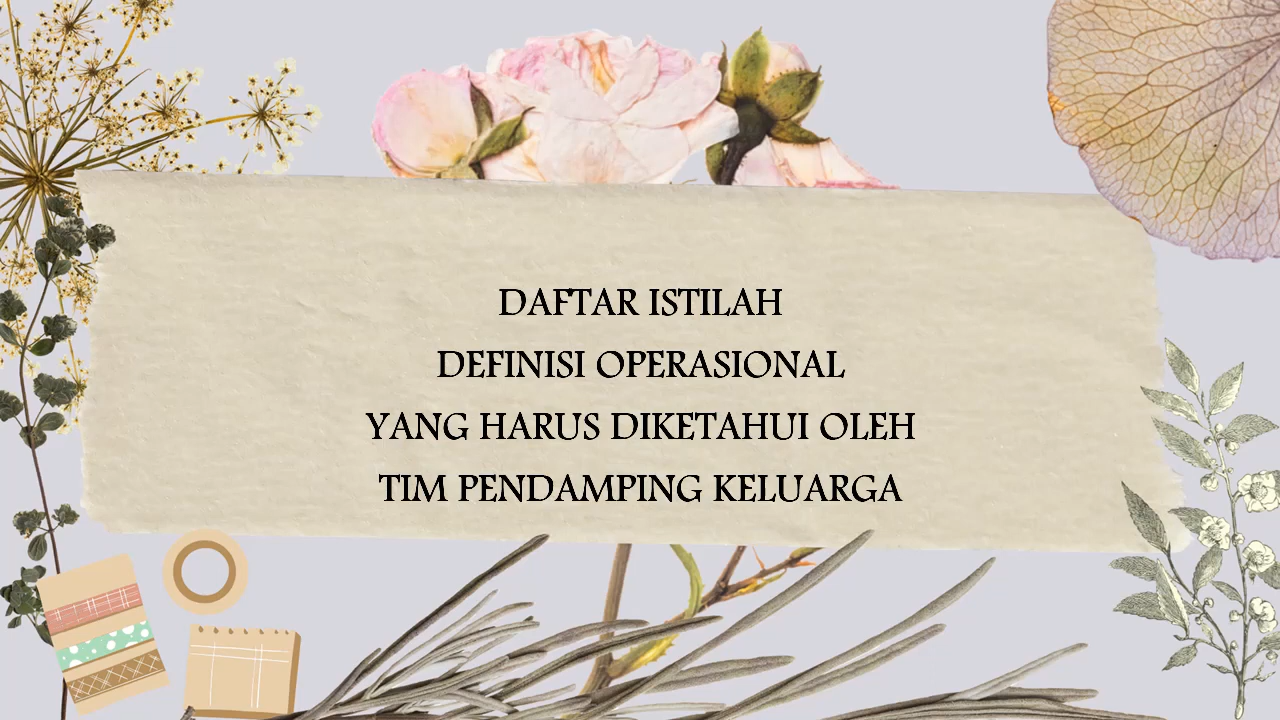 DAFTAR ISTILAH
DEFINISI OPERASIONAL
YANG HARUS DIKETAHUI OLEH
TIM PENDAMPING KELUARGA